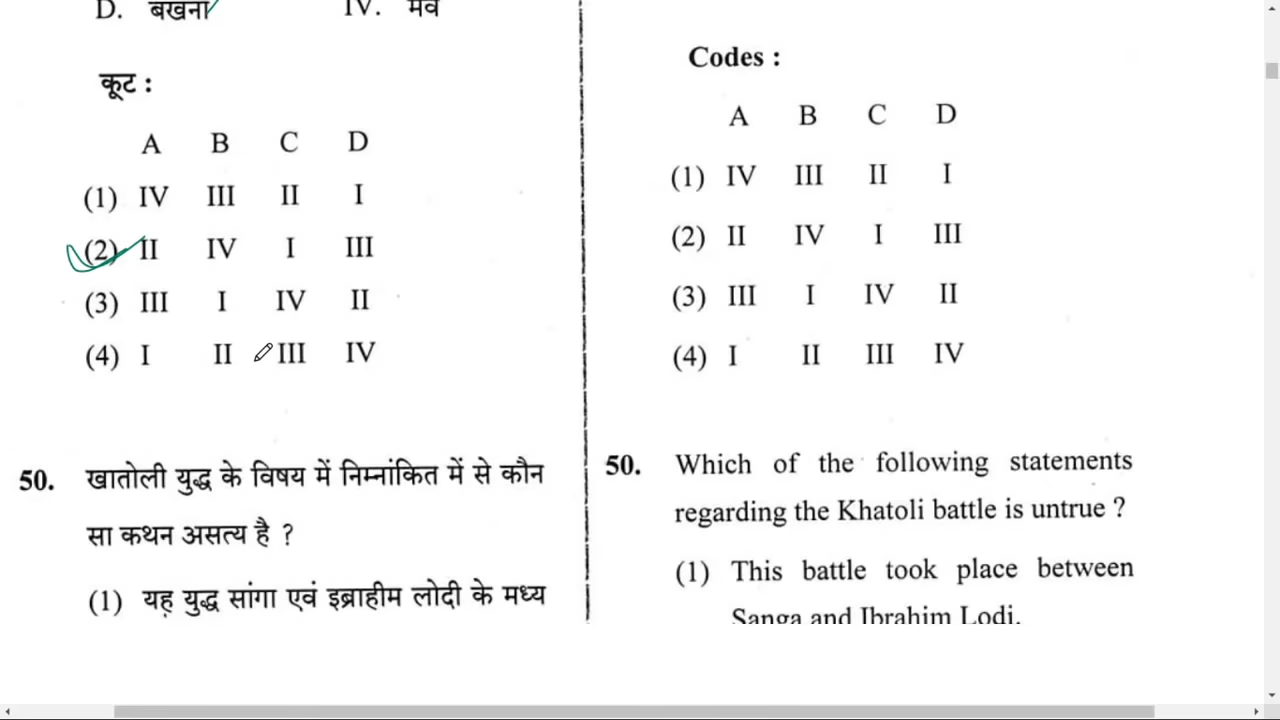 D. बखना
IV. मेव
कूट :
A B C D
(1) IV III II I
(2) II IV I III
(3) III I IV II
(4) I II III IV
50. खातोली युद्ध के विषय में निम्नांकित में से कौन
सा कथन असत्य है ?
(1) यह युद्ध सांगा एवं इब्राहीम लोदी के मध्य
Codes :
A B C D
(1) IV III II I
(2) II IV I III
(3) III I IV II
(4) I II III IV
50. Which of the following statements
regarding the Khatoli battle is untrue ?
(1) This battle took place between
Sanga and Ibrahim Lodi.